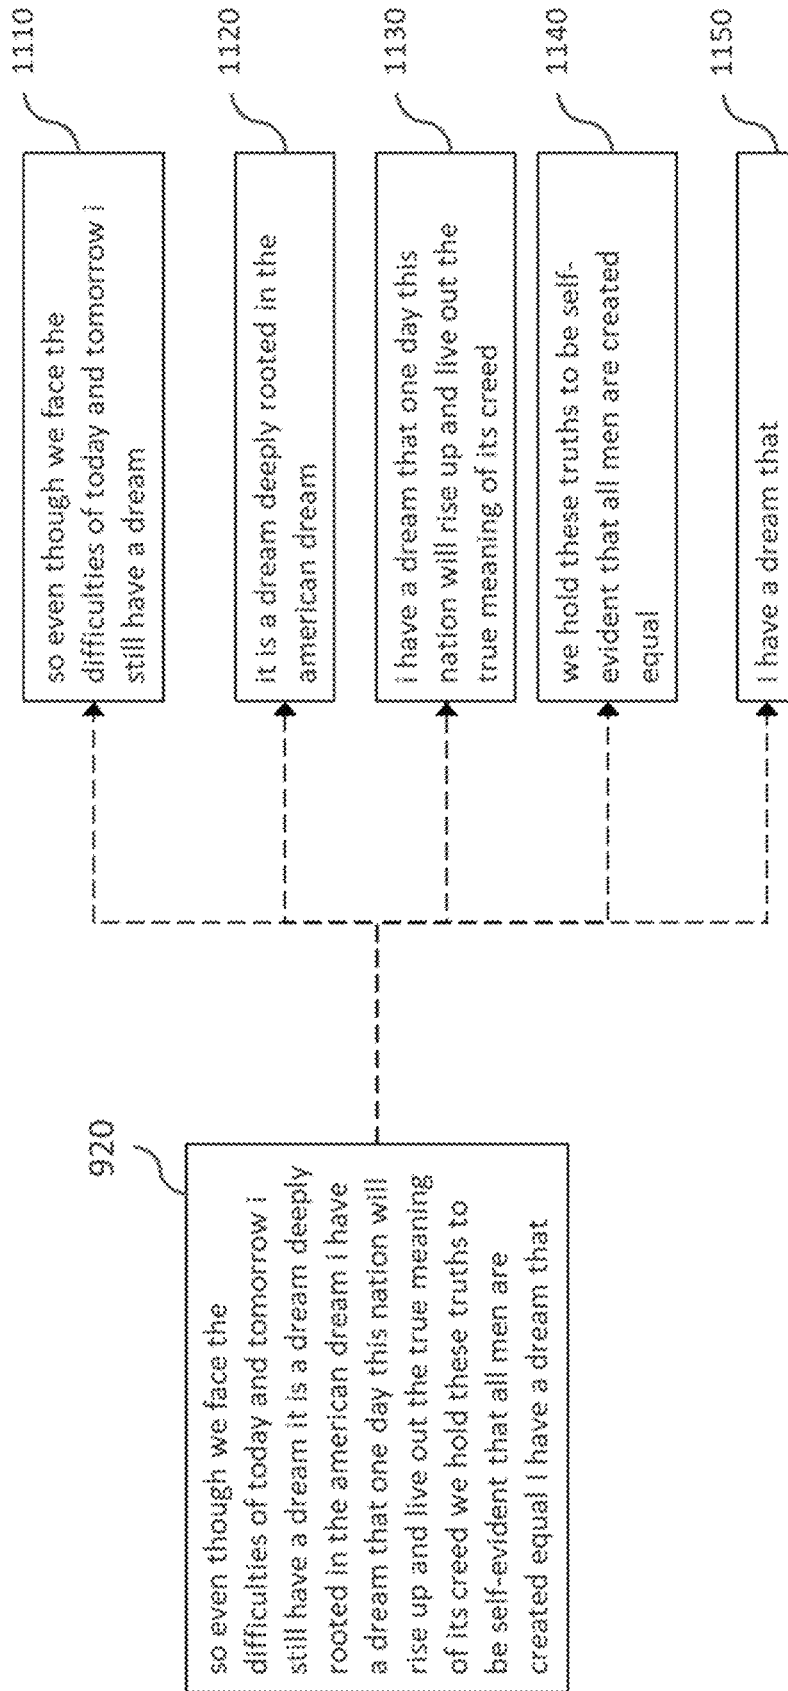 920
so even though we face the
difficulties of today and tomorrow i
still have a dream it is a dream deeply
rooted in the american dream i have
a dream that one day this nation will
rise up and live out the true meaning
of its creed we hold these truths to
be self-evident that all men are
created equal I have a dream that
1110
so even though we face the
difficulties of today and tomorrow i
still have a dream
1120
it is a dream deeply rooted in the
american dream
1130
i have a dream that one day this
nation will rise up and live out the
true meaning of its creed
1140
we hold these truths to be self-
evident that all men are created
equal
1150
I have a dream that